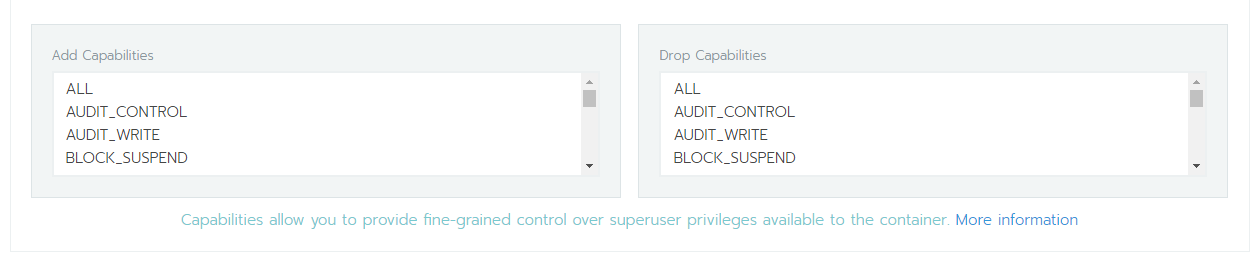 Add Capabilities
ALL
AUDIT_CONTROL
AUDIT_WRITE
BLOCK_SUSPEND
Drop Capabilities
ALL
AUDIT_CONTROL
AUDIT_WRITE
BLOCK_SUSPEND
Capabilities allow you to provide fine-grained control over superuser privileges available to the container. More information